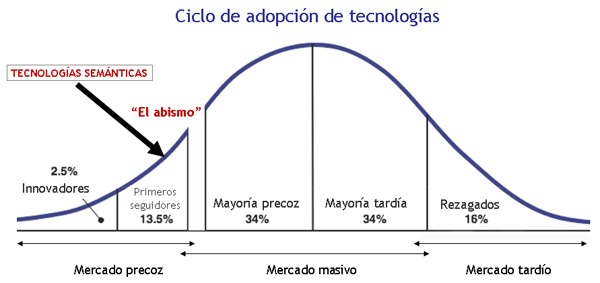 Ciclo de adopción de tecnologías
TECNOLOGÍAS SEMÁNTICAS
“El abismo”
2.5%
Innovadores
Primeros
seguidores
13.5%
Mayoría precoz
34%
Mayoría tardía
34%
Rezagados
16%
Mercado precoz
Mercado masivo
Mercado tardío